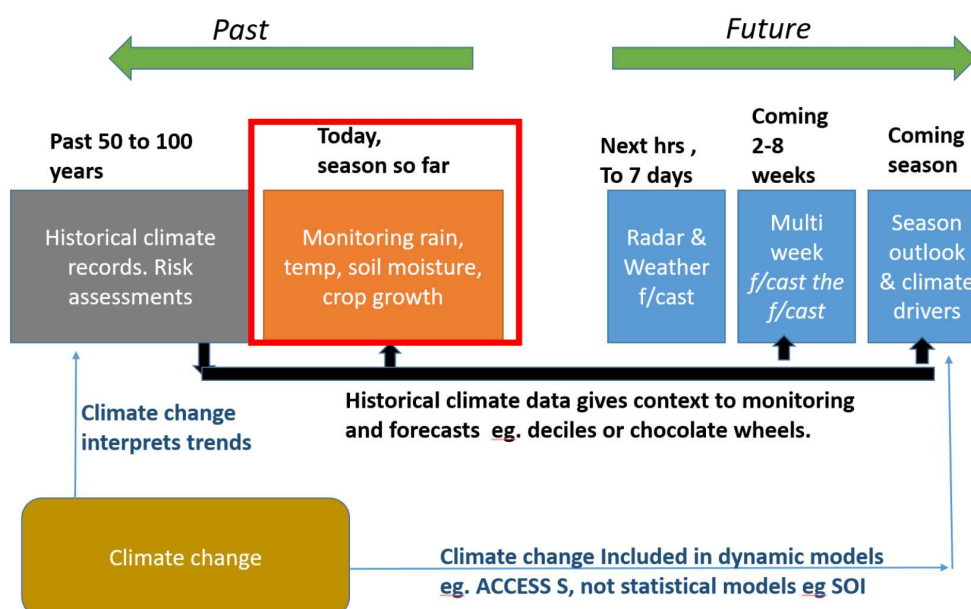 Past
Future
Past 50 to 100
years
Today,
season so far
Next hrs ,
To 7 days
Coming
2-8
weeks
Coming
season
Historical climate
records. Risk
assessments
Monitoring rain,
temp, soil moisture,
crop growth
Radar &
Weather
f/cast
Multi
week
f/cast the
f/cast
Season
outlook
& climate
drivers
Climate change
interprets trends
Historical climate data gives context to monitoring
and forecasts eg. deciles or chocolate wheels.
Climate change
Climate change Included in dynamic models
eg. ACCESS S, not statistical models eg SOI